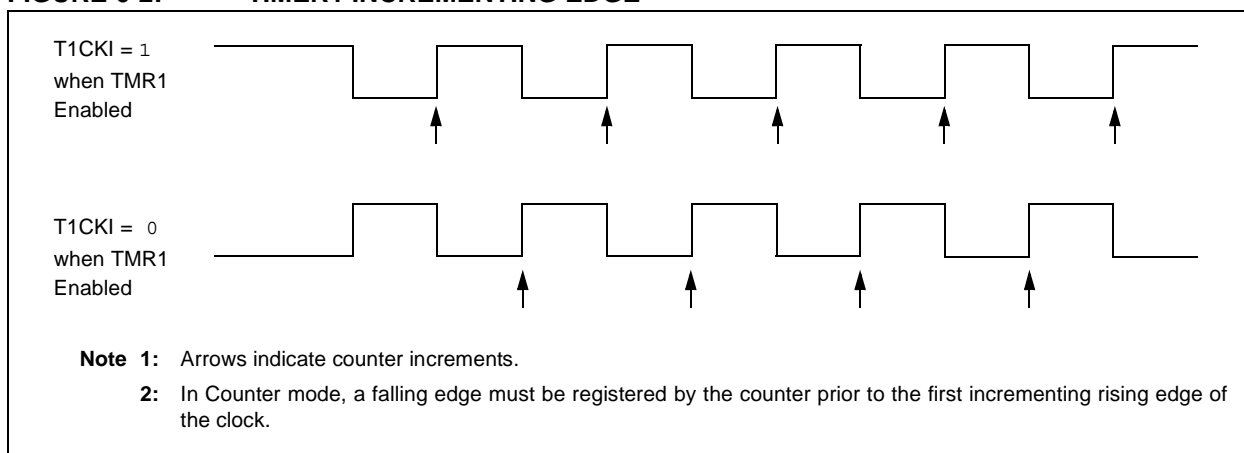 T1CKI = 1
when TMR1
Enabled
T1CKI = 0
when TMR1
Enabled
Note 1: Arrows indicate counter increments.
2: In Counter mode, a falling edge must be registered by the counter prior to the first incrementing rising edge of
the clock.